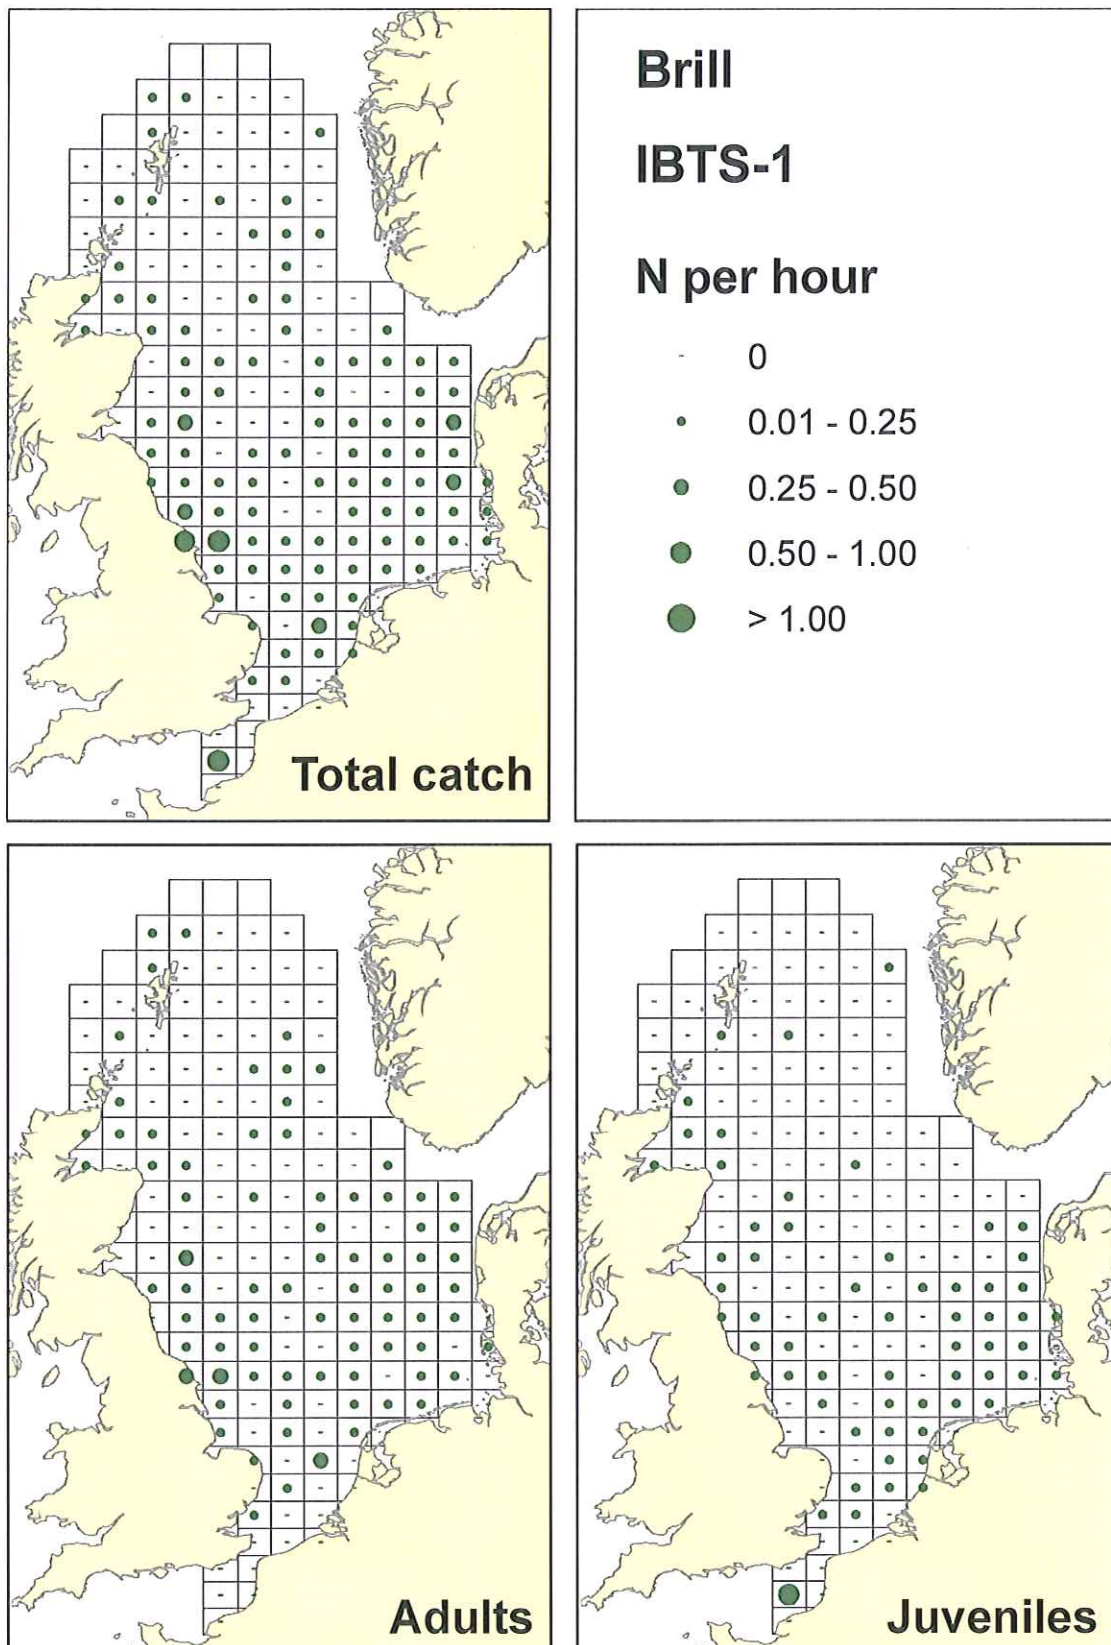 Brill
IBTS-1
N per hour
- 0
0.01 - 0.25
0.25 - 0.50
0.50 - 1.00
> 1.00
Total catch
Adults
Juveniles